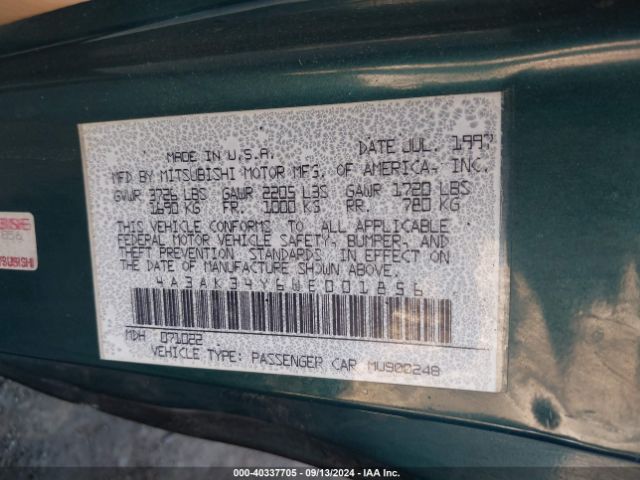 MADE IN U.S.A. DATE JUL. 1997
MFD BY MITSUBISHI MOTOR MFG. OF AMERICA, INC.
GVWR 3726 LBS GAWR 2205 LBS GAWR 1720 LBS
1690 KG FR. 1000 KG RR. 780 KG
THIS VEHICLE CONFORMS TO ALL APPLICABLE
FEDERAL MOTOR VEHICLE SAFETY, BUMPER, AND
THEFT PREVENTION STANDARDS IN EFFECT ON
THE DATE OF MANUFACTURE SHOWN ABOVE.
4A3AK34Y6WE001856
MDH 071022
VEHICLE TYPE: PASSENGER CAR MU900248
000-40337705 - 09/13/2024 - IAA Inc.